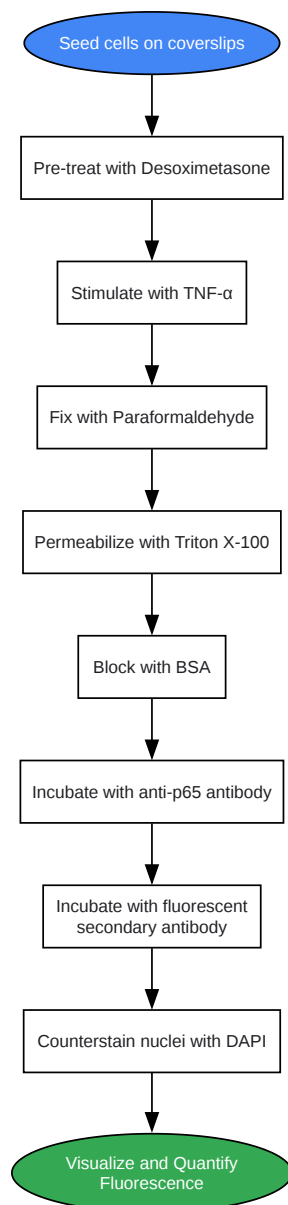 Seed cells on coverslips
Pre-treat with Desoximetasone
Stimulate with TNF-α
Fix with Paraformaldehyde
Permeabilize with Triton X-100
Block with BSA
Incubate with anti-p65 antibody
Incubate with fluorescent
secondary antibody
Counterstain nuclei with DAPI
Visualize and Quantify
Fluorescence